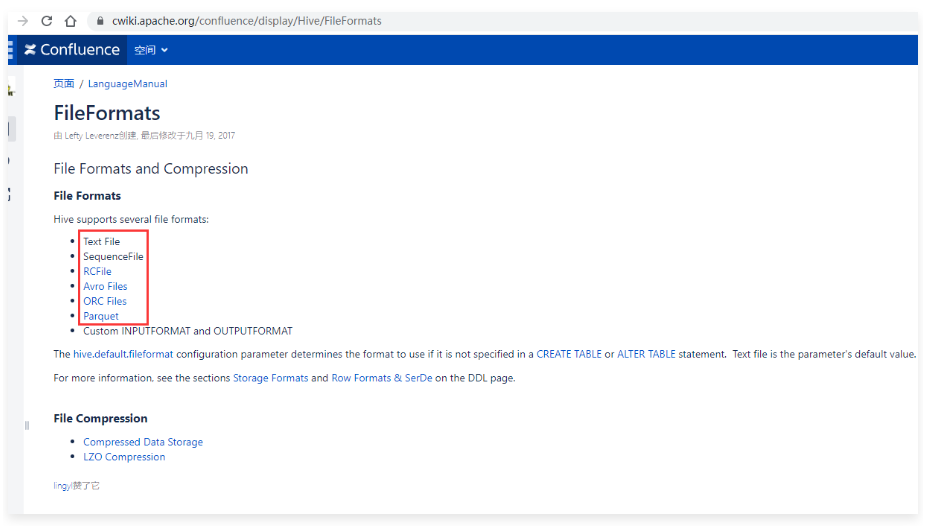 cwiki.apache.org/confluence/display/Hive/FileFormats
Confluence 空间
页面 / LanguageManual
FileFormats
由 Lefty Leverenz创建, 最后修改于九月 19, 2017
File Formats and Compression
File Formats
Hive supports several file formats:
Text File
SequenceFile
RCFile
Avro Files
ORC Files
Parquet
Custom INPUTFORMAT and OUTPUTFORMAT
The hive.default.fileformat configuration parameter determines the format to use if it is not specified in a CREATE TABLE or ALTER TABLE statement.  Text file is the parameter's default value.
For more information, see the sections Storage Formats and Row Formats & SerDe on the DDL page.
File Compression
Compressed Data Storage
LZO Compression
lingyl赞了它